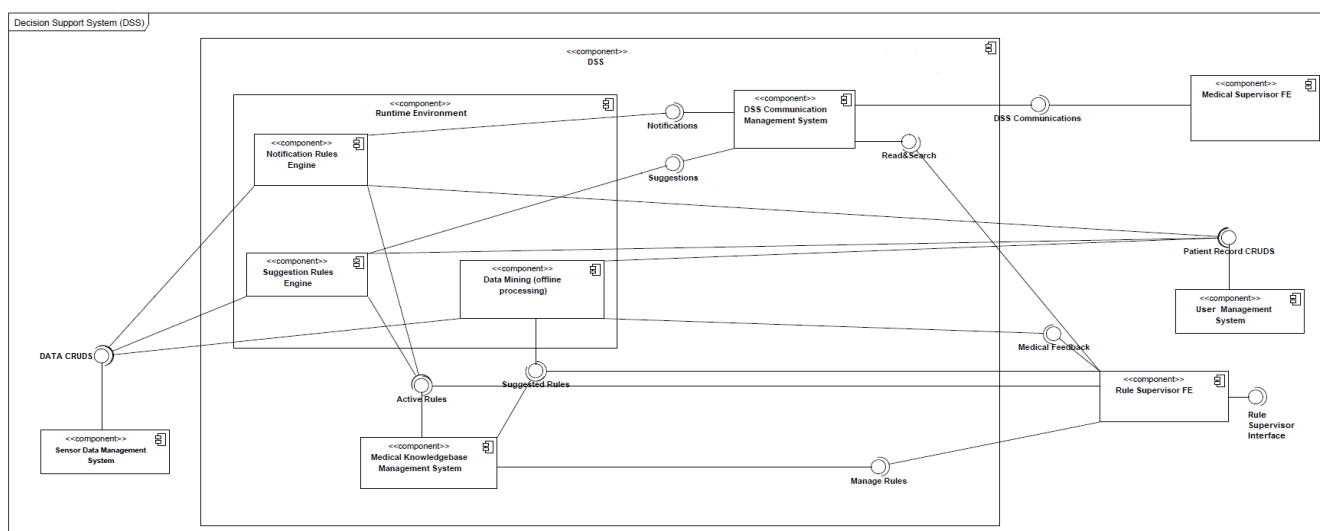 Decision Support System (DSS)
<<component>>
DSS
<<component>>
Runtime Environment
<<component>>
DSS Communication
Management System
<<component>>
Medical Supervisor FE
Notifications
DSS Communications
<<component>>
Notification Rules
Engine
Read&Search
Suggestions
Patient Record CRUDS
<<component>>
Suggestion Rules
Engine
<<component>>
Data Mining (offline
processing)
<<component>>
User Management
System
DATA CRUDS
Medical Feedback
Suggested Rules
Active Rules
<<component>>
Rule Supervisor FE
Rule
Supervisor
Interface
<<component>>
Sensor Data Management
System
<<component>>
Medical Knowledgebase
Management System
Manage Rules